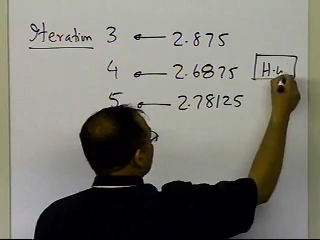 Iteration 3 ← 2.875
4 ← 2.6875
5 ← 2.78125
H.w